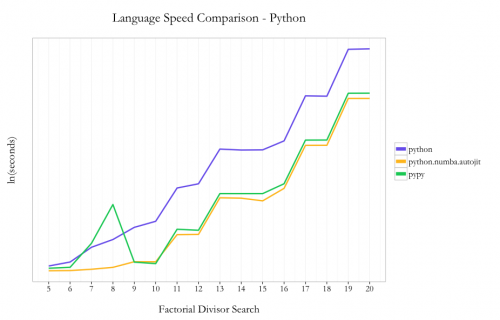 Language Speed Comparison - Python
ln(seconds)
python
python.numba.autojit
pypy
5 6 7 8 9 10 11 12 13 14 15 16 17 18 19 20
Factorial Divisor Search